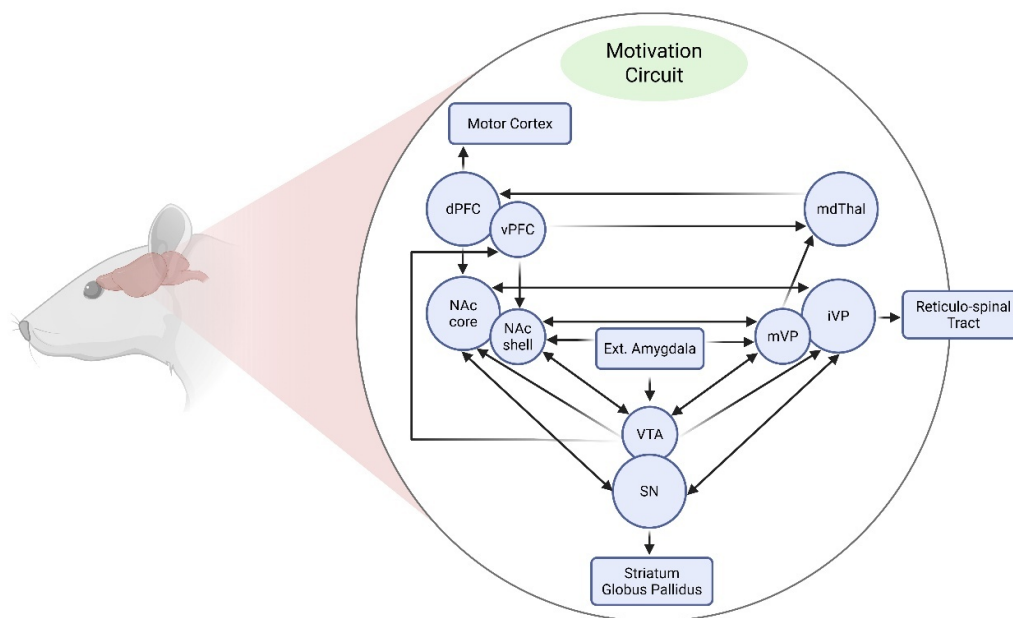 Motivation
Circuit
Motor Cortex
dPFC
vPFC
mdThal
NAc
core
NAc
shell
Ext. Amygdala
mVP
iVP
Reticulo-spinal
Tract
VTA
SN
Striatum
Globus Pallidus